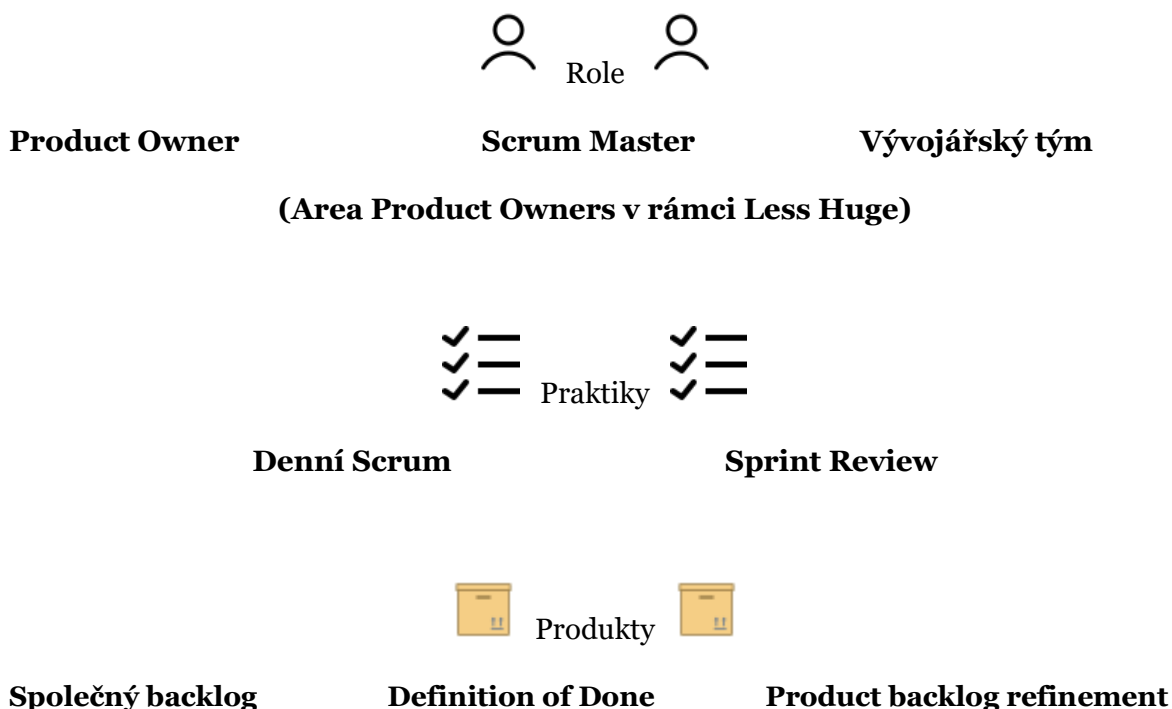 Role
Product Owner Scrum Master Vývojářský tým
(Area Product Owners v rámci Less Huge)
Praktiky
Denní Scrum Sprint Review
Produkty
Společný backlog Definition of Done Product backlog refinement